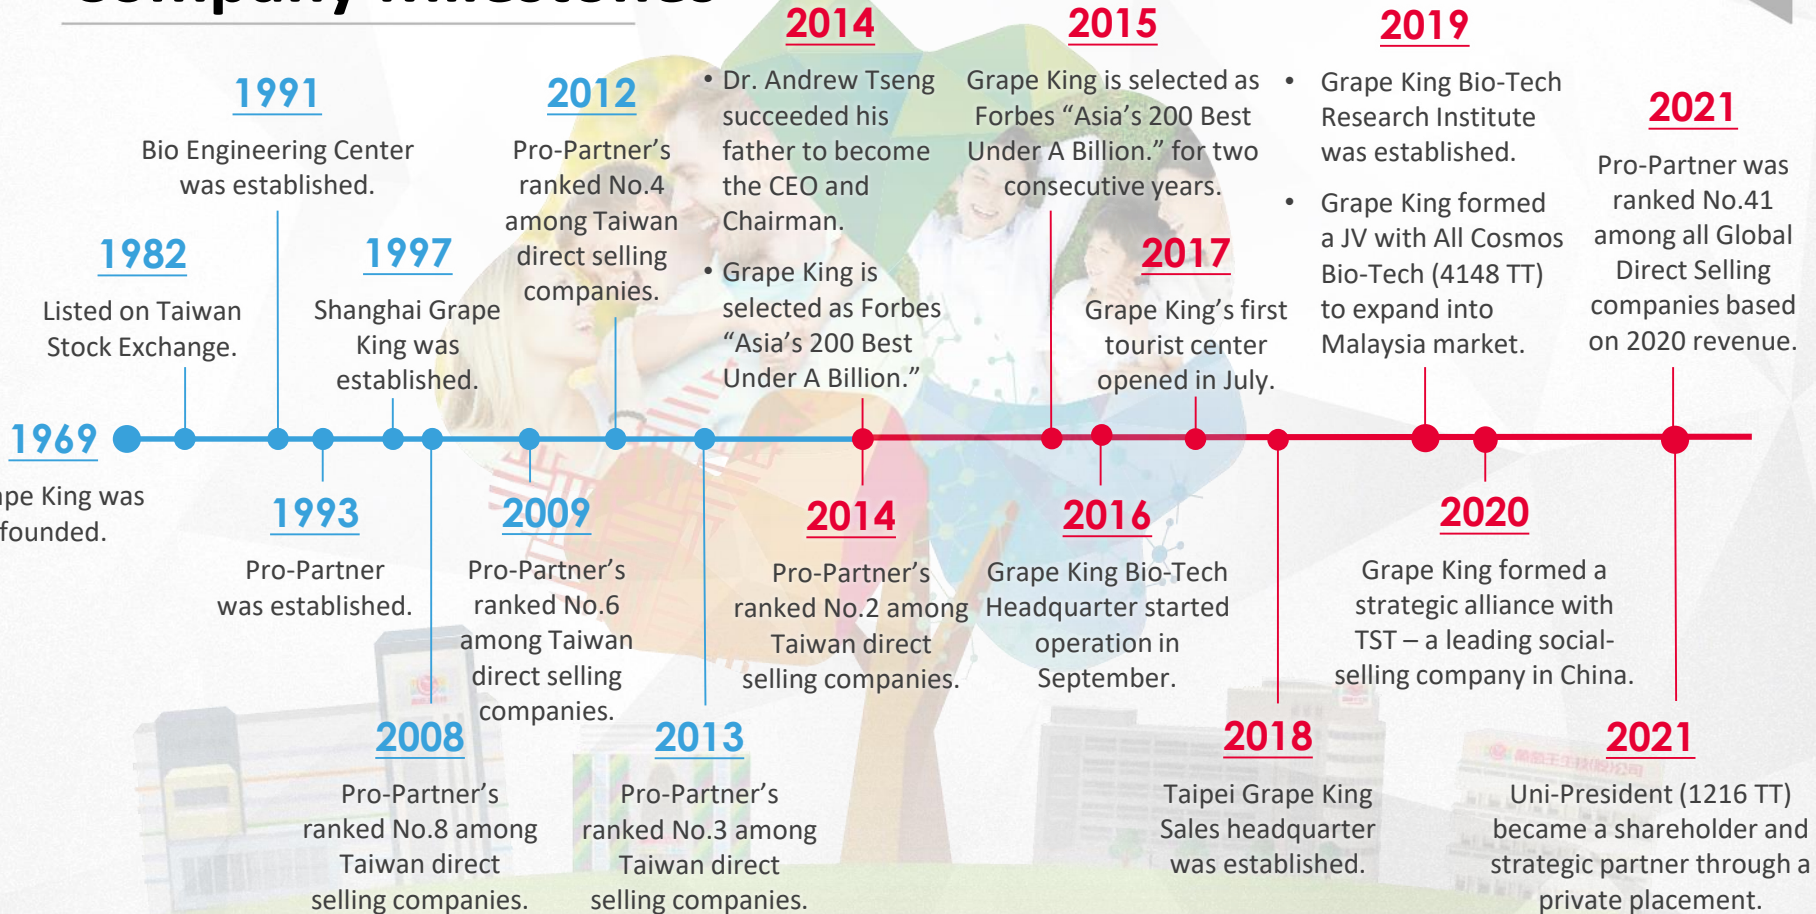 Company Milestones
1969
ape King was
founded.
1982
Listed on Taiwan
Stock Exchange.
1991
Bio Engineering Center
was established.
1993
Pro-Partner
was established.
1997
Shanghai Grape
King was
established.
2008
Pro-Partner's
ranked No.8 among
Taiwan direct
selling companies.
2009
Pro-Partner's
ranked No.6
among Taiwan
direct selling
companies.
2012
Pro-Partner's
ranked No.4
among Taiwan
direct selling
companies.
2013
Pro-Partner's
ranked No.3 among
Taiwan direct
selling companies.
2014
• Dr. Andrew Tseng
succeeded his
father to become
the CEO and
Chairman.
• Grape King is
selected as Forbes
“Asia's 200 Best
Under A Billion.”
2014
Pro-Partner's
ranked No.2 among
Taiwan direct
selling companies.
2015
Grape King is selected as
Forbes “Asia's 200 Best
Under A Billion.” for two
consecutive years.
2016
Grape King Bio-Tech
Headquarter started
operation in
September.
2017
Grape King's first
tourist center
opened in July.
2018
Taipei Grape King
Sales headquarter
was established.
2019
• Grape King Bio-Tech
Research Institute
was established.
• Grape King formed
a JV with All Cosmos
Bio-Tech (4148 TT)
to expand into
Malaysia market.
2020
Grape King formed a
strategic alliance with
TST – a leading social-
selling company in China.
2021
Pro-Partner was
ranked No.41
among all Global
Direct Selling
companies based
on 2020 revenue.
2021
Uni-President (1216 TT)
became a shareholder and
strategic partner through a
private placement.
葡萄王生技(股)公司